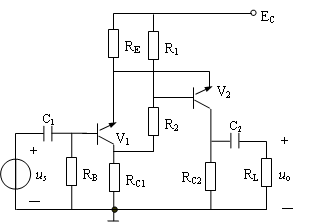 E_C
R_E
R_1
V_2
C_1
V_1
R_2
C_2
+
+
u_s
R_B
R_C1
R_C2
R_L
u_o
—
—